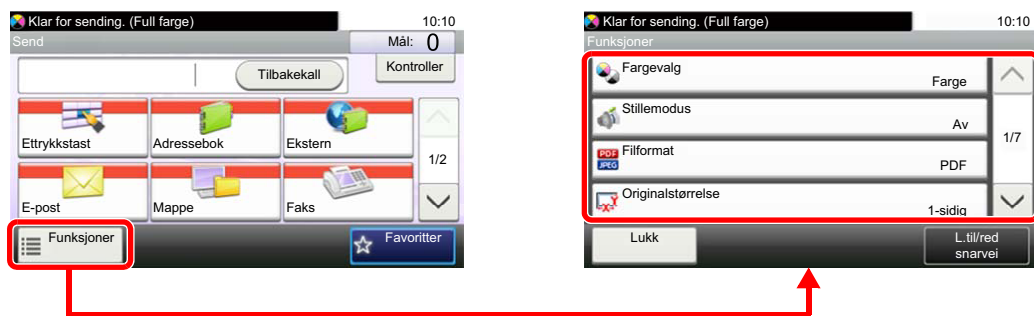 Klar for sending. (Full farge) 10:10
Send Mål: 0
Tilbakekall Kontroller
Ettrykkstast Adressebok Ekstern
1/2
E-post Mappe Faks
Funksjoner Favoritter
Klar for sending. (Full farge) 10:10
Funksjoner
Fargevalg
Farge
Stillemodus
Av
1/7
PDF
JPEG
Filformat
PDF
Originalstørrelse
1-sidig
Lukk L.til/red
snarvei